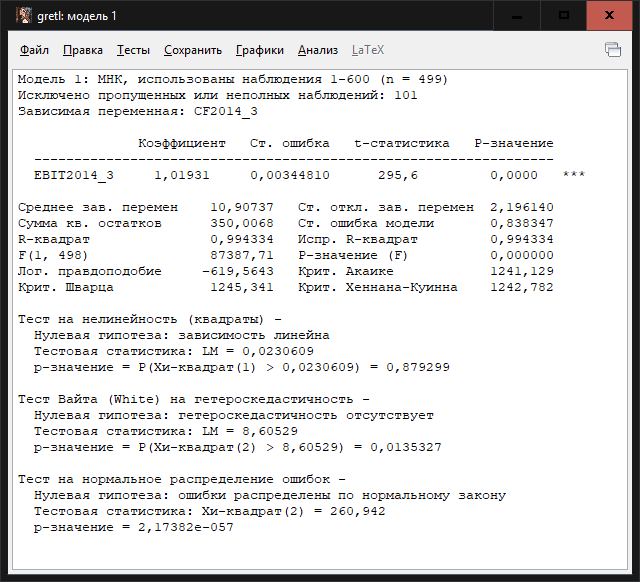 gretl: модель 1
Файл Правка Тесты Сохранить Графики Анализ LaTeX
Модель 1: МНК, использованы наблюдения 1-600 (n = 499)
Исключено пропущенных или неполных наблюдений: 101
Зависимая переменная: CF2014_3
Коэффициент Ст. ошибка t-статистика P-значение
---------------------------------------------------------------
EBIT2014_3 1,01931 0,00344810 295,6 0,0000 ***
Среднее зав. перемен 10,90737 Ст. откл. зав. перемен 2,196140
Сумма кв. остатков 350,0068 Ст. ошибка модели 0,838347
R-квадрат 0,994334 Испр. R-квадрат 0,994334
F(1, 498) 87387,71 P-значение (F) 0,000000
Лог. правдоподобие -619,5643 Крит. Акаике 1241,129
Крит. Шварца 1245,341 Крит. Хеннана-Куинна 1242,782
Тест на нелинейность (квадраты) -
Нулевая гипотеза: зависимость линейна
Тестовая статистика: LM = 0,0230609
р-значение = P(Хи-квадрат(1) > 0,0230609) = 0,879299
Тест Вайта (White) на гетероскедастичность -
Нулевая гипотеза: гетероскедастичность отсутствует
Тестовая статистика: LM = 8,60529
р-значение = P(Хи-квадрат(2) > 8,60529) = 0,0135327
Тест на нормальное распределение ошибок -
Нулевая гипотеза: ошибки распределены по нормальному закону
Тестовая статистика: Хи-квадрат(2) = 260,942
р-значение = 2,17382e-057